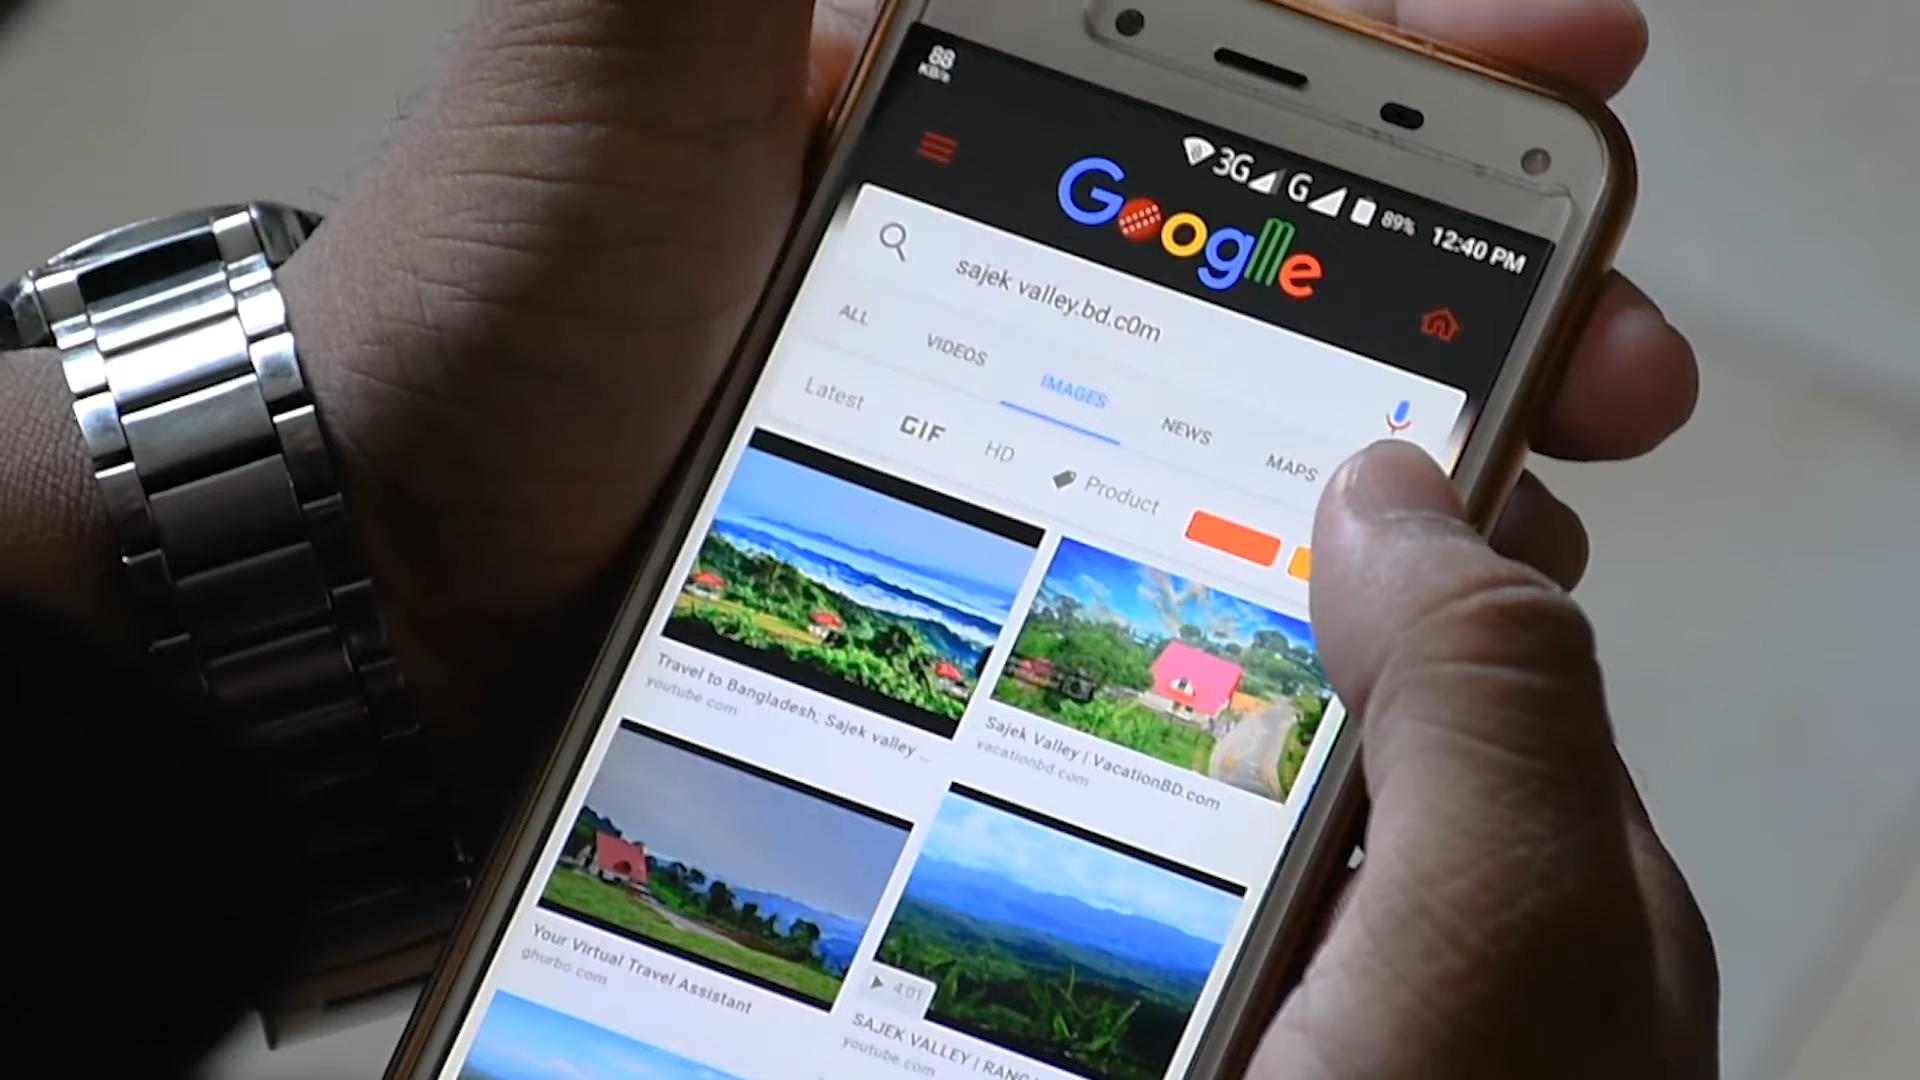 88
KB/s
3G G 89% 12:40 PM
Googlle
sajek valley.bd.c0m
ALL VIDEOS IMAGES NEWS MAPS
Latest GIF HD Product
Travel to Bangladesh; Sajek valley ...
youtube.com
Sajek Valley | VacationBD.com
vacationbd.com
Your Virtual Travel Assistant
ghurbo.com
4:01
SAJEK VALLEY | RANG
youtube.com